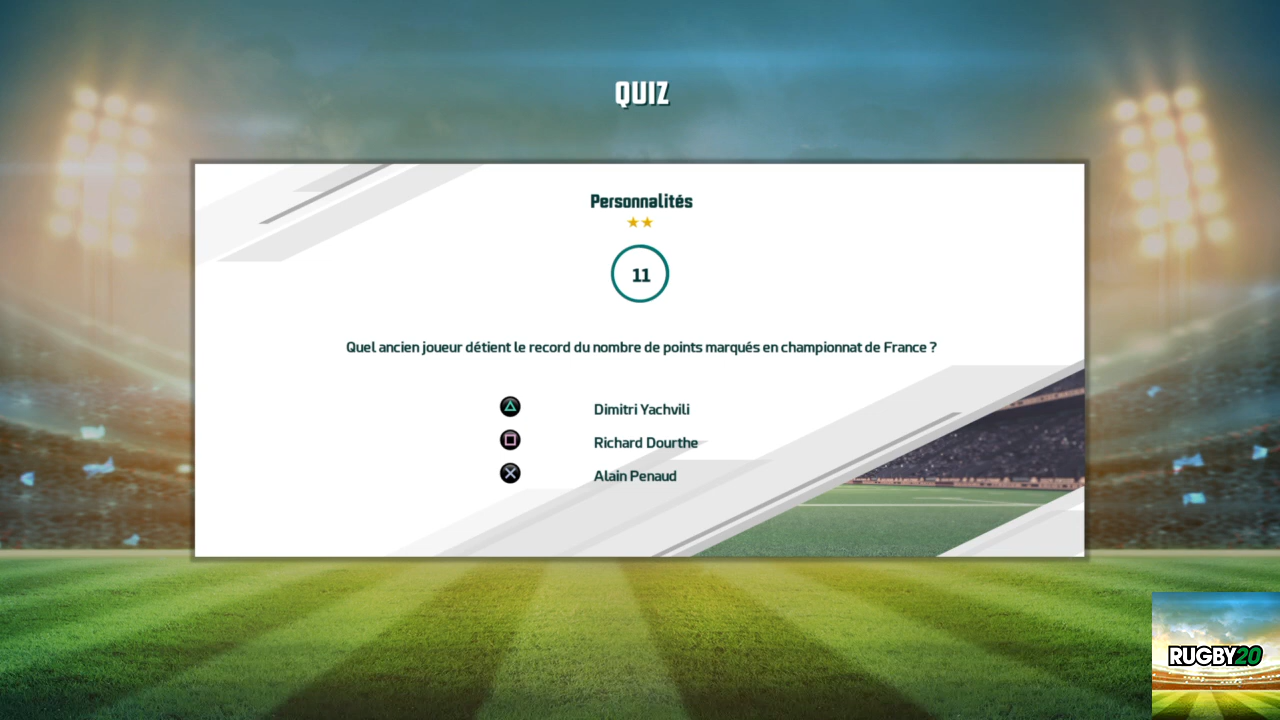 QUIZ
Personnalités
11
Quel ancien joueur détient le record du nombre de points marqués en championnat de France ?
Dimitri Yachvili
Richard Dourthe
Alain Penaud
RUGBY20